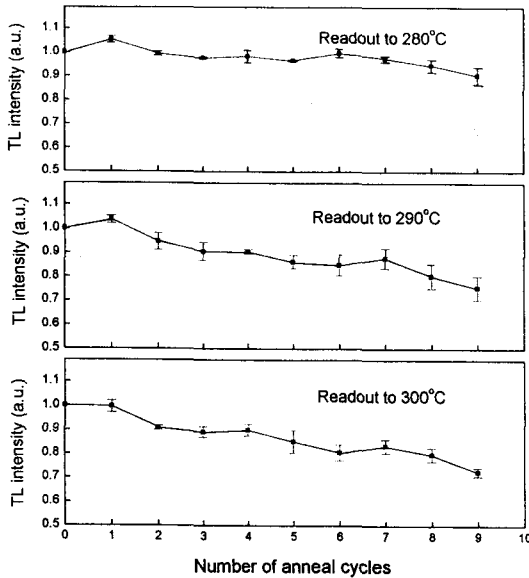 Readout to 280°C
TL intensity (a.u.)
1.1
1.0
0.9
0.8
0.7
0.6
0.5
Readout to 290°C
TL intensity (a.u.)
1.1
1.0
0.9
0.8
0.7
0.6
0.5
Readout to 300°C
TL intensity (a.u.)
1.1
1.0
0.9
0.8
0.7
0.6
0.5
0 1 2 3 4 5 6 7 8 9 10
Number of anneal cycles